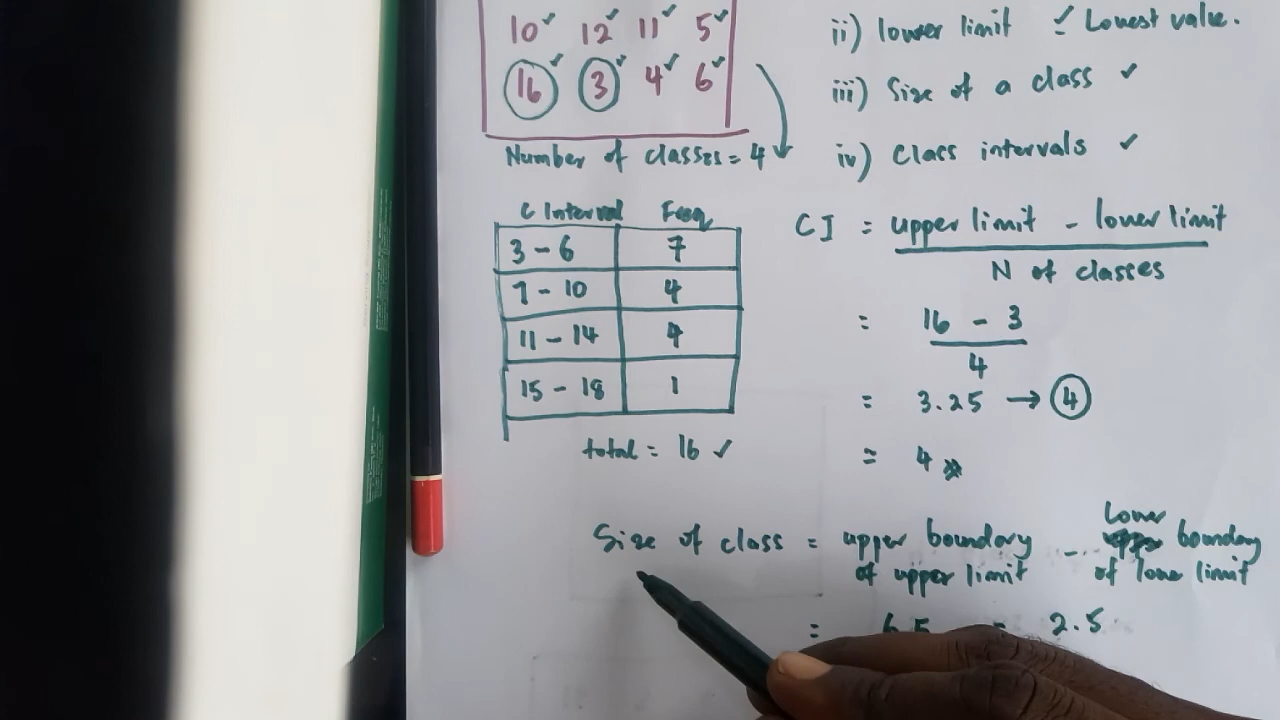 10 12 11 5
16 3 4 6
Number of classes = 4
C Interval Freq
3 - 6 7
7 - 10 4
11 - 14 4
15 - 18 1
total = 16 ✓
ii) lower limit ✓ Lowest value.
iii) Size of a class ✓
iv) Class intervals ✓
CI = upper limit - lower limit
N of classes
= 16 - 3
4
= 3.25 → 4
= 4
Size of class = upper boundary of upper limit - Lower boundary of lowe limit
= 6.5 - 2.5